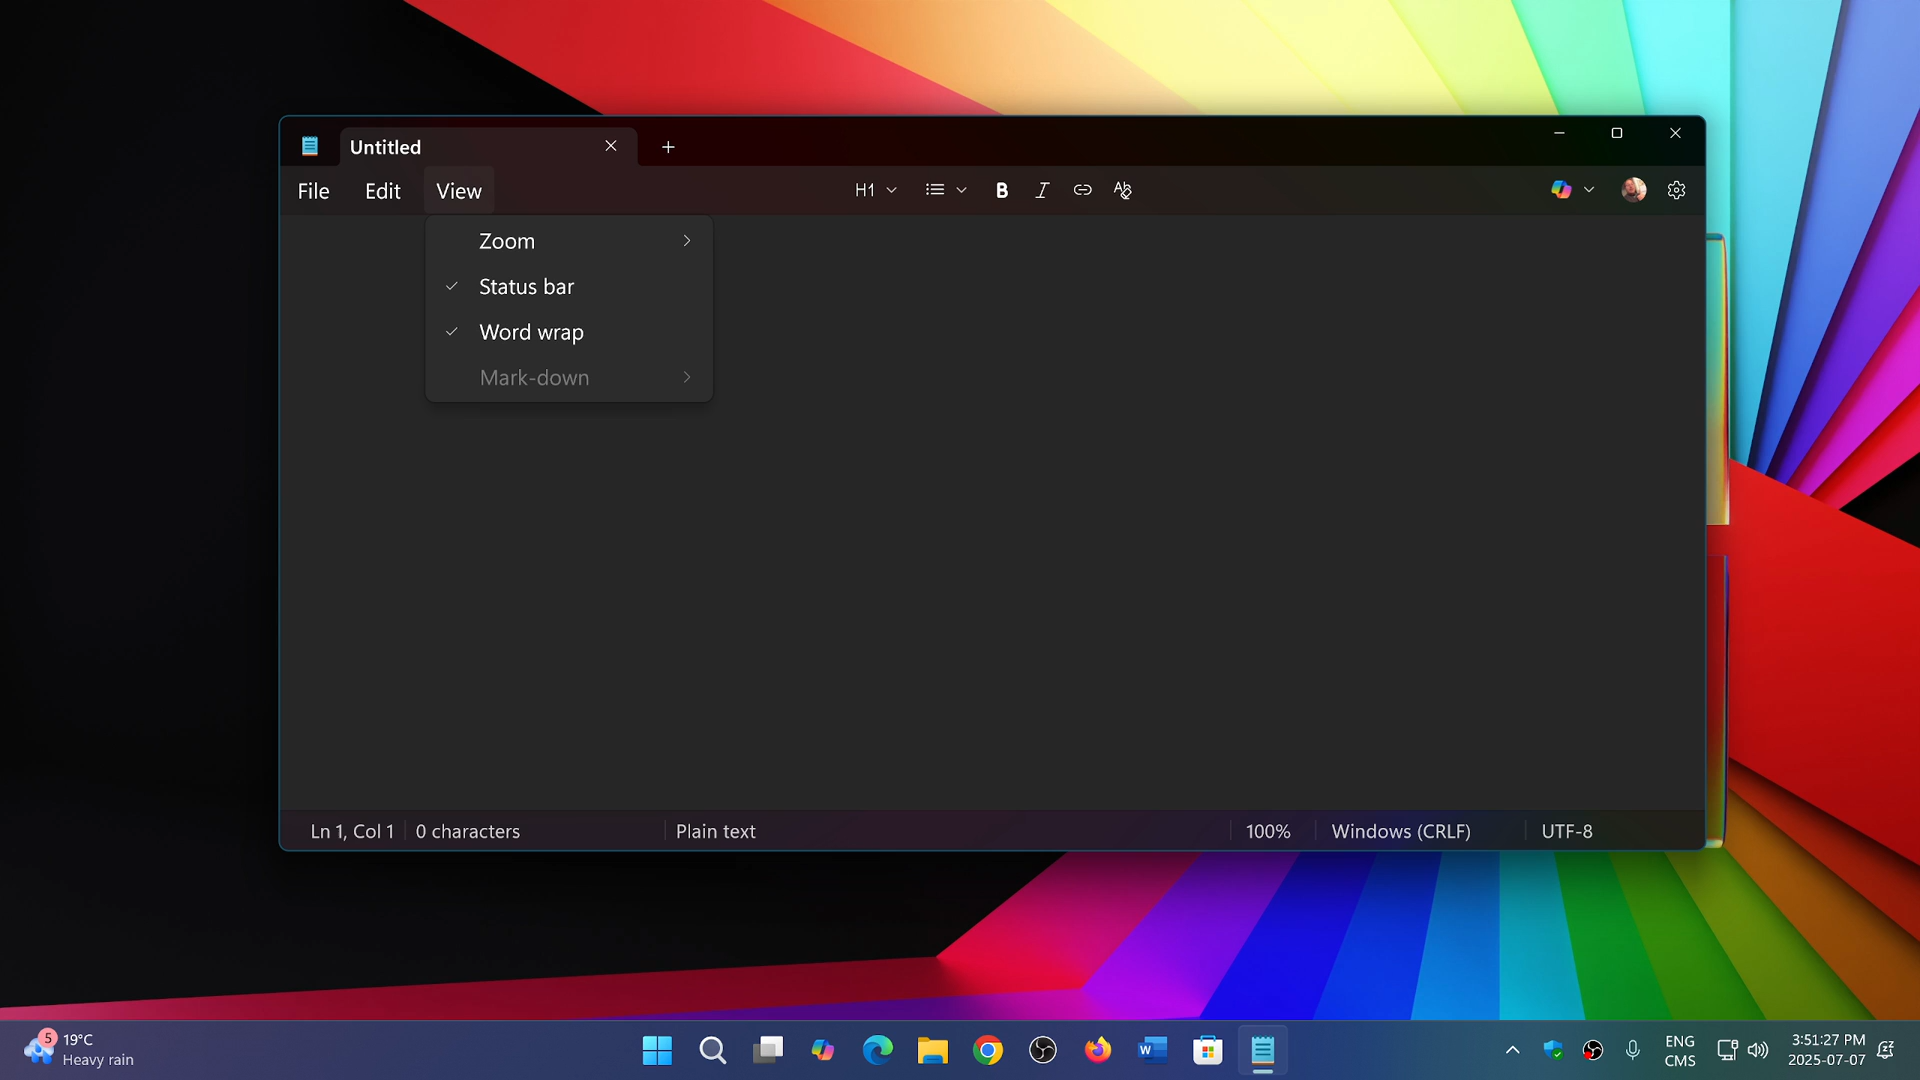 Untitled
File Edit View H1 B I
Zoom
Status bar
Word wrap
Mark-down
Ln 1, Col 1 0 characters Plain text 100% Windows (CRLF) UTF-8
5 19°C
Heavy rain
W
ENG
CMS
3:51:27 PM
2025-07-07